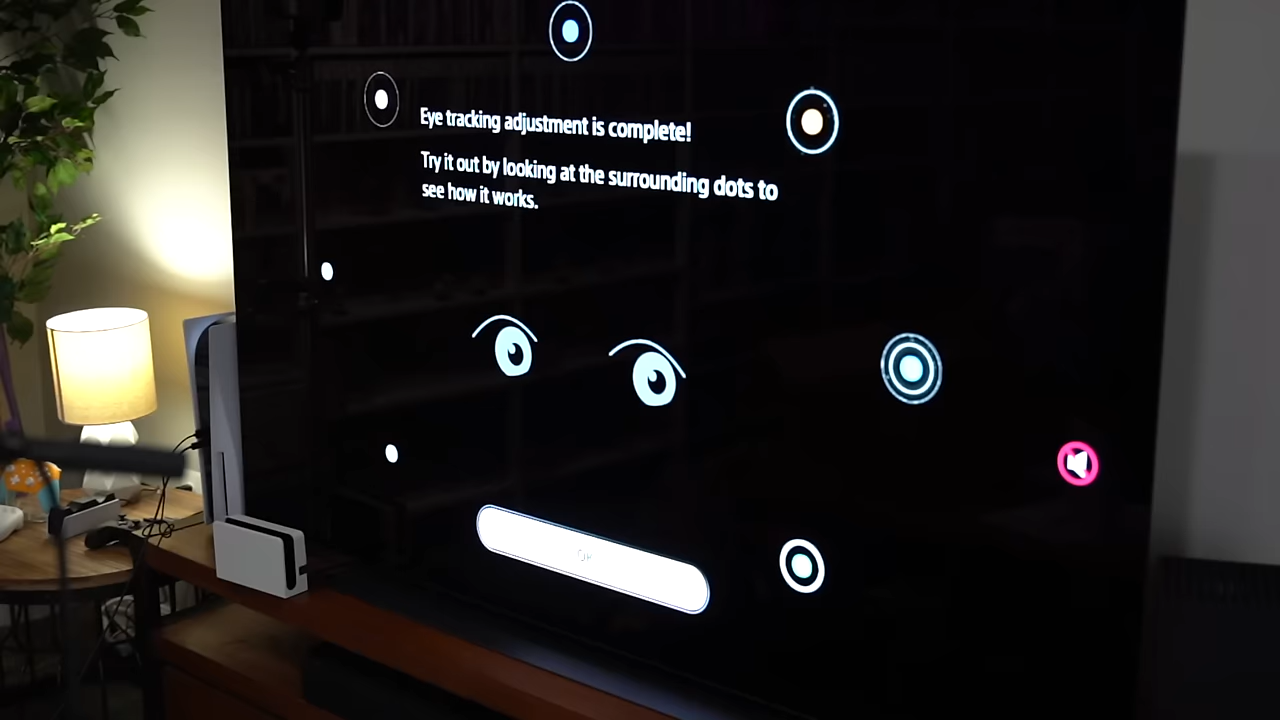 Eye tracking adjustment is complete!
Try it out by looking at the surrounding dots to
see how it works.
OK